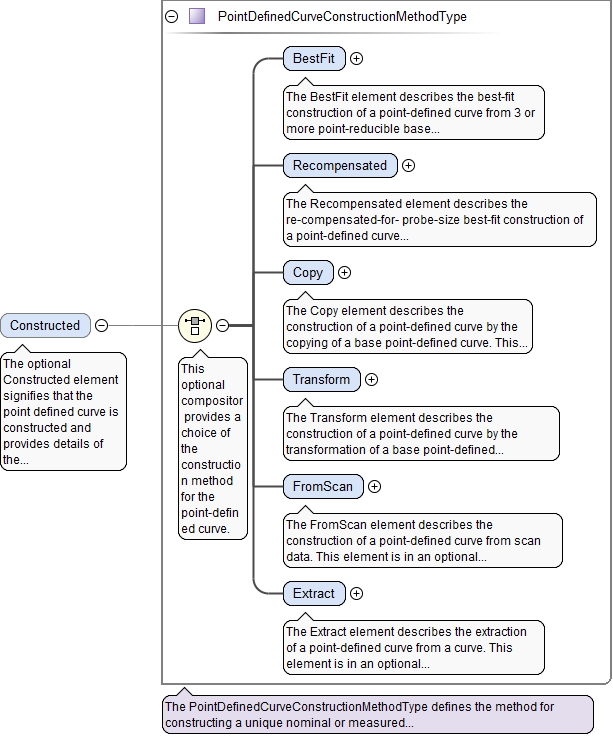 PointDefinedCurveConstructionMethodType
BestFit
The BestFit element describes the best-fit
construction of a point-defined curve from 3 or
more point-reducible base...
Recompensated
The Recompensated element describes the
re-compensated-for- probe-size best-fit construction of
a point-defined curve...
Copy
The Copy element describes the
construction of a point-defined curve by the
copying of a base point-defined curve. This...
Constructed
The optional
Constructed element
signifies that the
point defined curve is
constructed and
provides details of
the...
This
optional
compositor
provides a
choice of
the
constructio
n method
for the
point-defin
ed curve.
Transform
The Transform element describes the
construction of a point-defined curve by the
transformation of a base point-defined...
FromScan
The FromScan element describes the
construction of a point-defined curve from scan
data. This element is in an optional...
Extract
The Extract element describes the extraction
of a point-defined curve from a curve. This
element is in an optional...
The PointDefinedCurveConstructionMethodType defines the method for
constructing a unique nominal or measured...